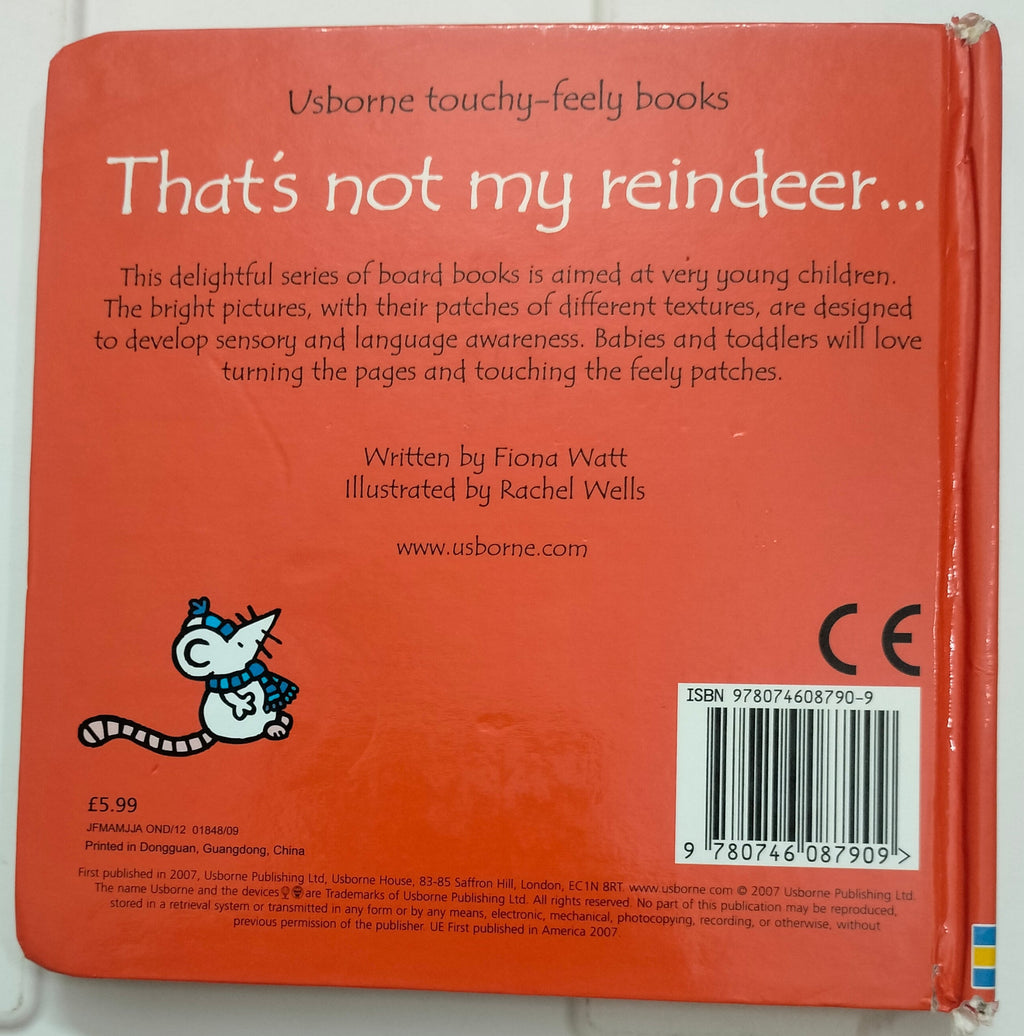 Usborne touchy-feely books
That's not my reindeer...
This delightful series of board books is aimed at very young children.
The bright pictures, with their patches of different textures, are designed
to develop sensory and language awareness. Babies and toddlers will love
turning the pages and touching the feely patches.
Written by Fiona Watt
Illustrated by Rachel Wells
www.usborne.com
CE
ISBN 978074608790-9
9 780746 087909 >
£5.99
JFMAMJJA OND/12 01848/09
Printed in Dongguan, Guangdong, China
First published in 2007, Usborne Publishing Ltd, Usborne House, 83-85 Saffron Hill, London, EC1N 8RT. www.usborne.com © 2007 Usborne Publishing Ltd.
The name Usborne and the devices are Trademarks of Usborne Publishing Ltd. All rights reserved. No part of this publication may be reproduced,
stored in a retrieval system or transmitted in any form or by any means, electronic, mechanical, photocopying, recording, or otherwise, without
previous permission of the publisher. UE First published in America 2007.